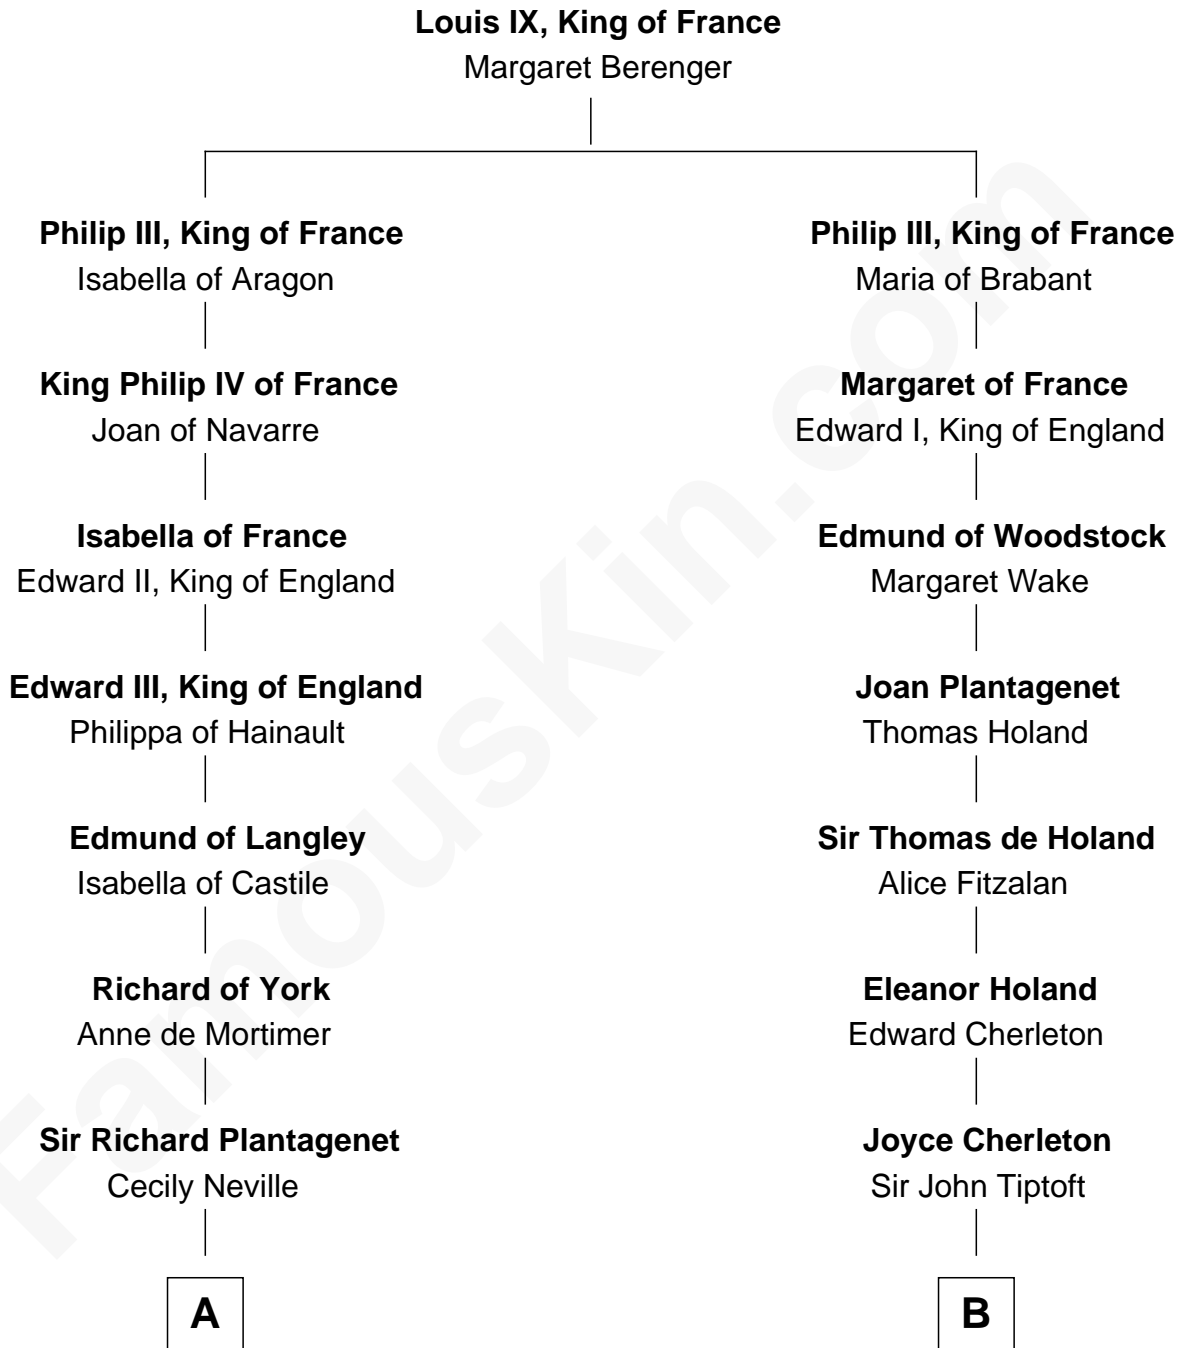 Louis IX, King of France
Margaret Berenger
Philip III, King of France
Isabella of Aragon
King Philip IV of France
Joan of Navarre
Isabella of France
Edward II, King of England
Edward III, King of England
Philippa of Hainault
Edmund of Langley
Isabella of Castile
Richard of York
Anne de Mortimer
Sir Richard Plantagenet
Cecily Neville
A
Philip III, King of France
Maria of Brabant
Margaret of France
Edward I, King of England
Edmund of Woodstock
Margaret Wake
Joan Plantagenet
Thomas Holand
Sir Thomas de Holand
Alice Fitzalan
Eleanor Holand
Edward Cherleton
Joyce Cherleton
Sir John Tiptoft
B
FamousKin.com